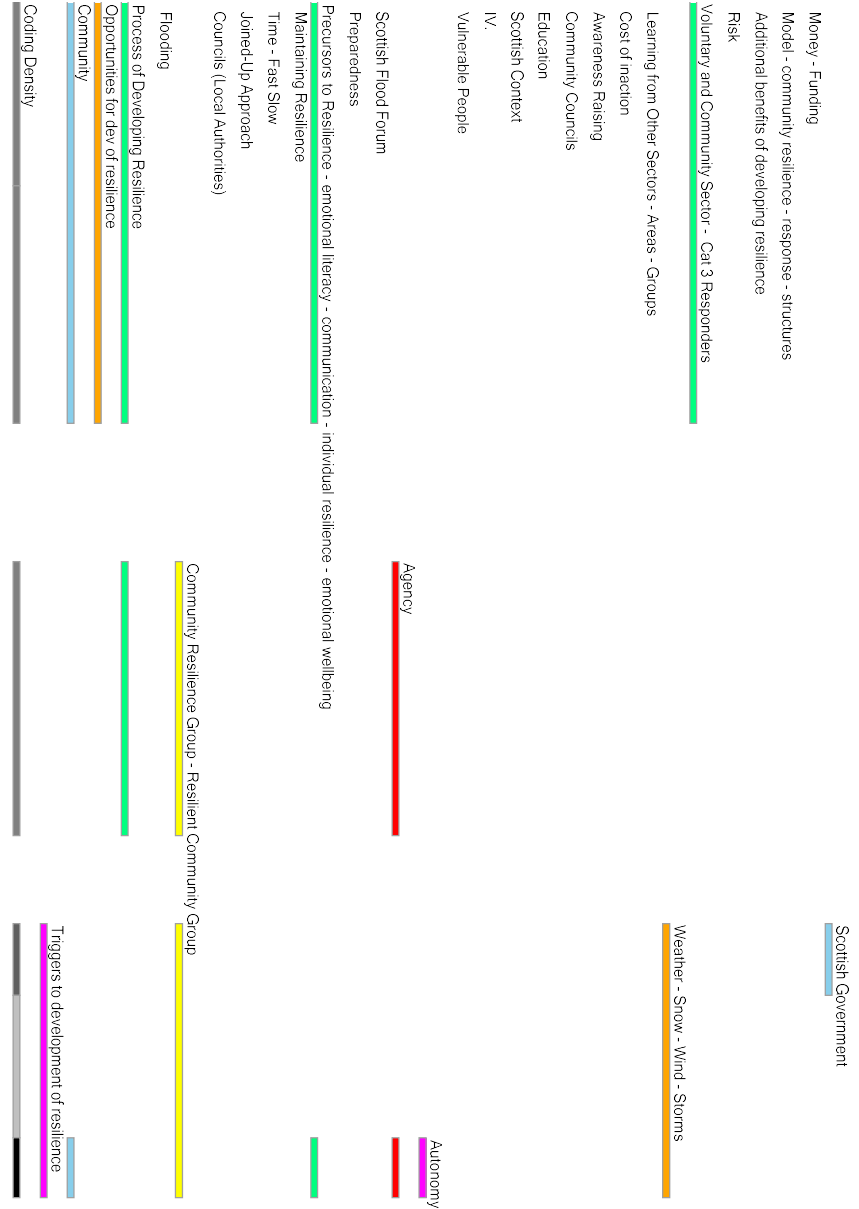 Coding Density
Triggers to development of resilience
Community
Opportunities for dev of resilience
Process of Developing Resilience
Flooding
Community Resilience Group - Resilient Community Group
Councils (Local Authorities)
Joined-Up Approach
Time - Fast Slow
Maintaining Resilience
Precursors to Resilience - emotional literacy - communication - individual resilience - emotional wellbeing
Preparedness
Scottish Flood Forum
Agency
Autonomy
Vulnerable People
IV.
Scottish Context
Education
Community Councils
Awareness Raising
Cost of inaction
Learning from Other Sectors - Areas - Groups
Weather - Snow - Wind - Storms
Voluntary and Community Sector - Cat 3 Responders
Risk
Additional benefits of developing resilience
Model - community resilience - response - structures
Money - Funding
Scottish Government